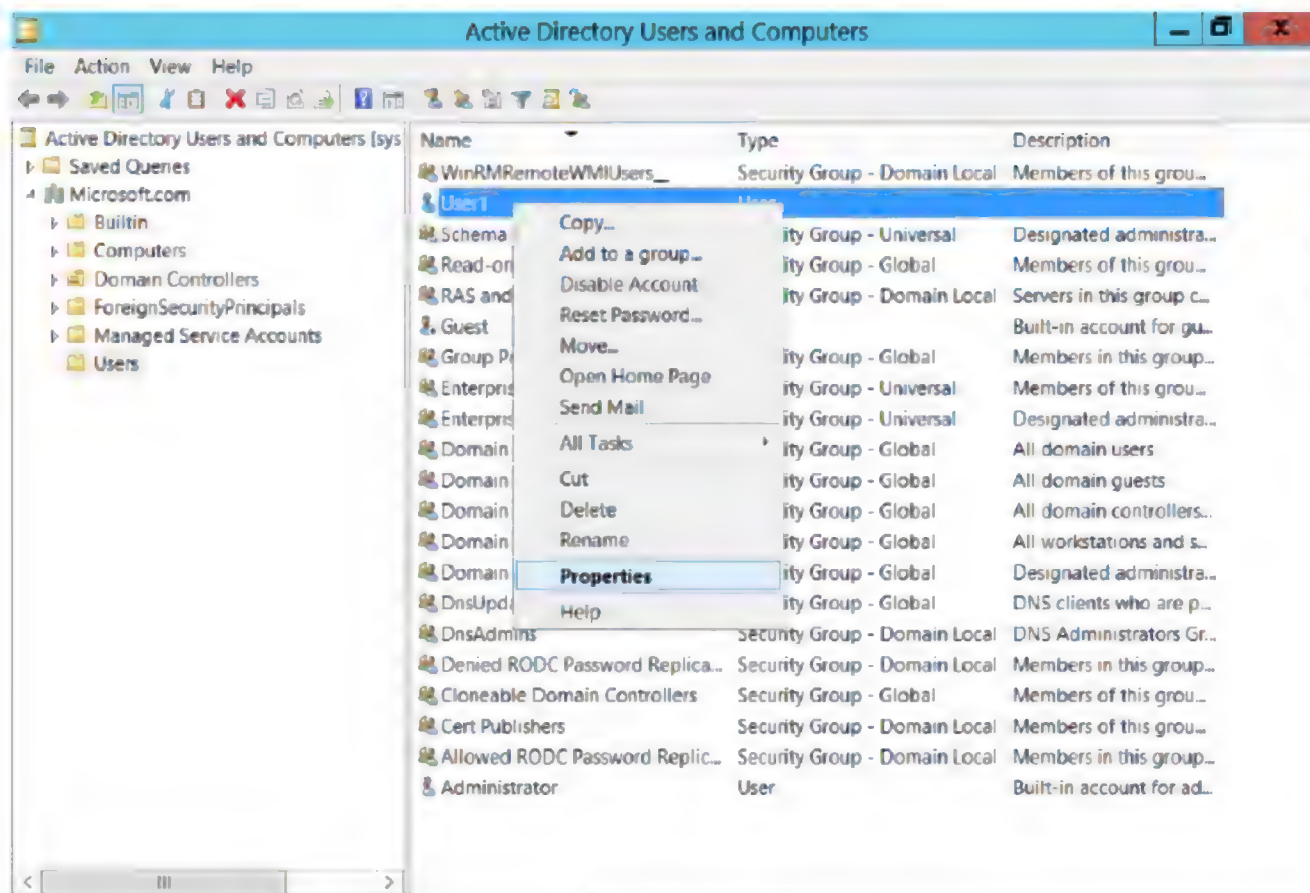 Active Directory Users and Computers
File Action View Help
Active Directory Users and Computers [sys
Saved Queries
Microsoft.com
Builtin
Computers
Domain Controllers
ForeignSecurityPrincipals
Managed Service Accounts
Users
Name Type Description
WinRMRemoteWMIUsers__ Security Group - Domain Local Members of this grou...
User1 User
Schema ity Group - Universal Designated administra...
Read-on ity Group - Global Members of this grou...
RAS and ity Group - Domain Local Servers in this group c...
Guest Built-in account for gu...
Group P ity Group - Global Members in this group...
Enterpris ity Group - Universal Members of this grou...
Enterpris ity Group - Universal Designated administra...
Domain ity Group - Global All domain users
Domain ity Group - Global All domain guests
Domain ity Group - Global All domain controllers...
Domain ity Group - Global All workstations and s...
Domain ity Group - Global Designated administra...
DnsUpda ity Group - Global DNS clients who are p...
DnsAdmins Security Group - Domain Local DNS Administrators Gr...
Denied RODC Password Replica... Security Group - Domain Local Members in this group...
Cloneable Domain Controllers Security Group - Global Members of this grou...
Cert Publishers Security Group - Domain Local Members of this grou...
Allowed RODC Password Replic... Security Group - Domain Local Members in this group...
Administrator User Built-in account for ad...
Copy...
Add to a group...
Disable Account
Reset Password...
Move...
Open Home Page
Send Mail
All Tasks
Cut
Delete
Rename
Properties
Help